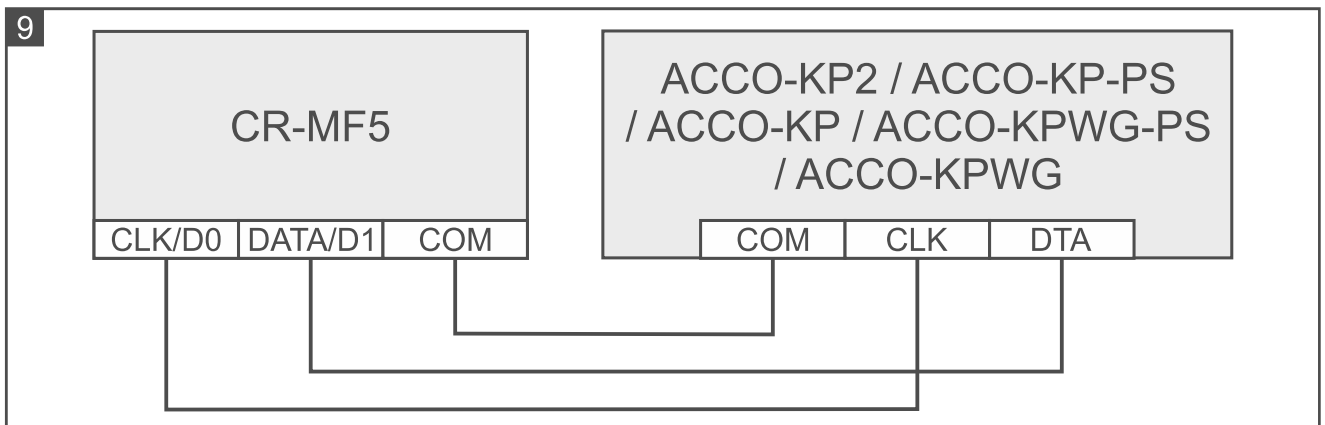 9
CR-MF5
ACCO-KP2 / ACCO-KP-PS
/ ACCO-KP / ACCO-KPWG-PS
/ ACCO-KPWG
CLK/D0 DATA/D1 COM
COM CLK DTA